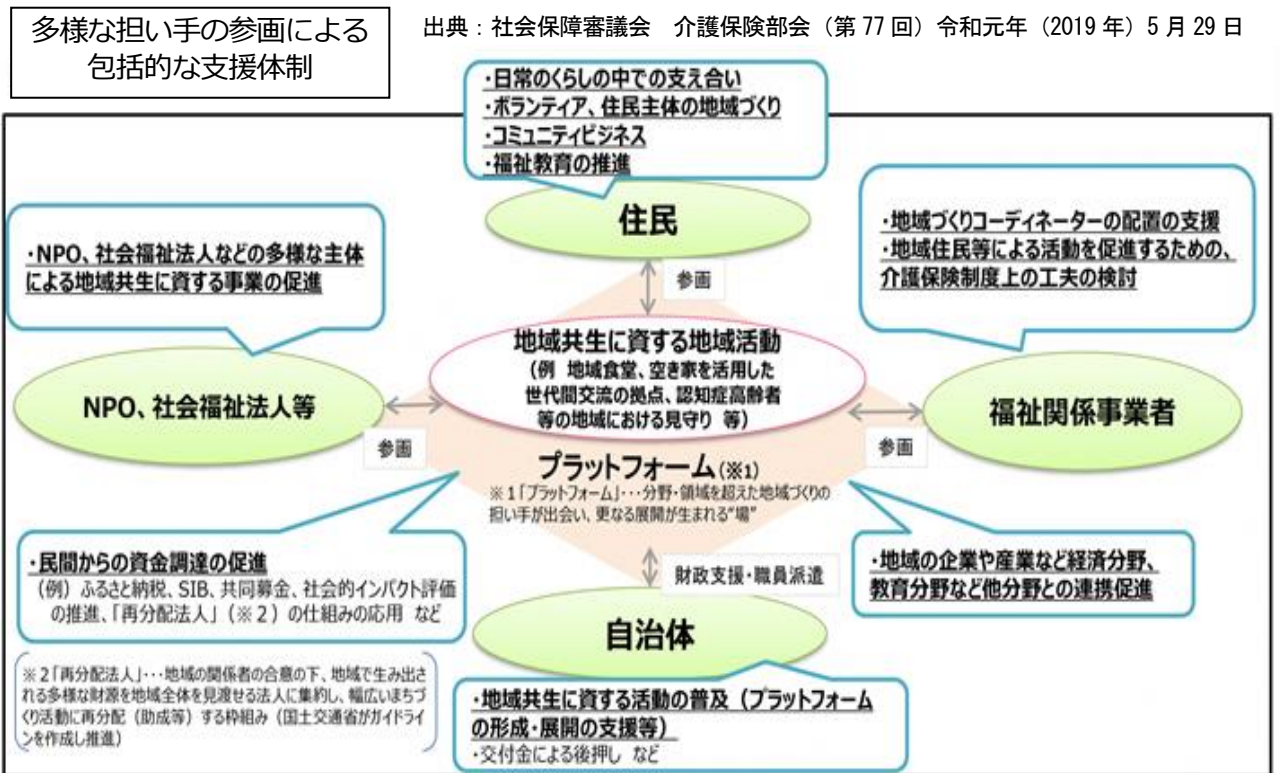 多様な担い手の参画による
包括的な支援体制
出典：社会保障審議会　介護保険部会（第77回）令和元年（2019年）5月29日
・日常のくらしの中での支え合い
・ボランティア、住民主体の地域づくり
・コミュニティビジネス
・福祉教育の推進
住民
・NPO、社会福祉法人などの多様な主体
による地域共生に資する事業の促進
・地域づくりコーディネーターの配置の支援
・地域住民等による活動を促進するための、
介護保険制度上の工夫の検討
参画
地域共生に資する地域活動
（例　地域食堂、空き家を活用した
世代間交流の拠点、認知症高齢者
等の地域における見守り　等）
NPO、社会福祉法人等
福祉関係事業者
参画
参画
プラットフォーム（※1）
※1「プラットフォーム」･･･分野・領域を超えた地域づくりの
担い手が出会い、更なる展開が生まれる“場”
・民間からの資金調達の促進
（例）ふるさと納税、SIB、共同募金、社会的インパクト評価
の推進、「再分配法人」（※2）の仕組みの応用　など
・地域の企業や産業など経済分野、
教育分野など他分野との連携促進
財政支援・職員派遣
自治体
※2「再分配法人」･･･地域の関係者の合意の下、地域で生み出さ
れる多様な財源を地域全体を見渡せる法人に集約し、幅広いまちづ
くり活動に再分配（助成等）する枠組み（国土交通省がガイドライ
ンを作成し推進）
・地域共生に資する活動の普及（プラットフォーム
の形成・展開の支援等）
・交付金による後押し　など